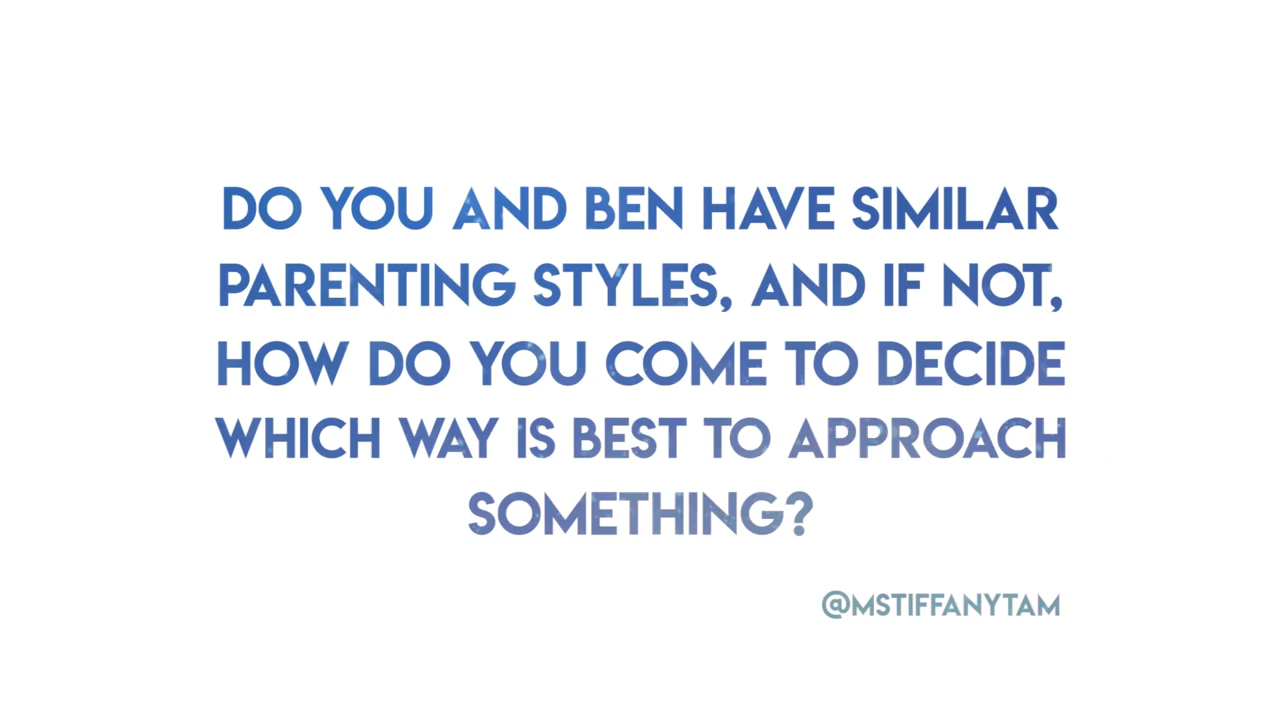 DO YOU AND BEN HAVE SIMILAR
PARENTING STYLES, AND IF NOT,
HOW DO YOU COME TO DECIDE
WHICH WAY IS BEST TO APPROACH
SOMETHING?
@MSTIFFANYTAM